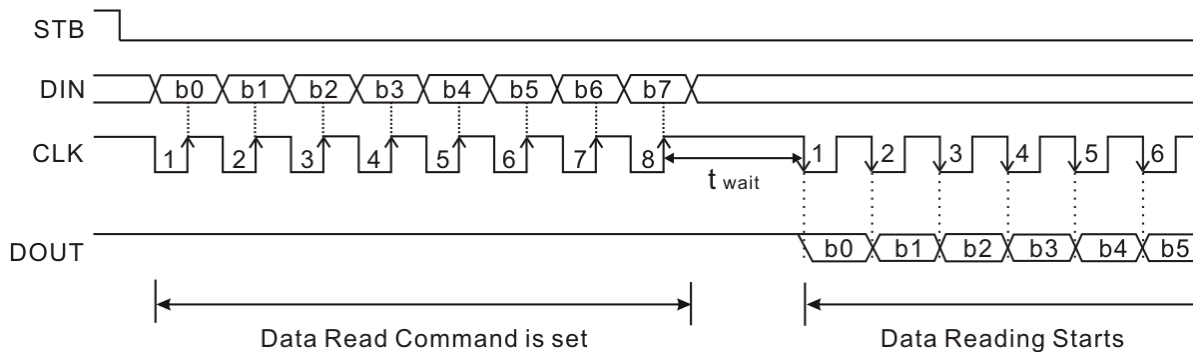 STB
DIN b0 b1 b2 b3 b4 b5 b6 b7
CLK 1 2 3 4 5 6 7 8 1 2 3 4 5 6
t wait
DOUT b0 b1 b2 b3 b4 b5
Data Read Command is set Data Reading Starts